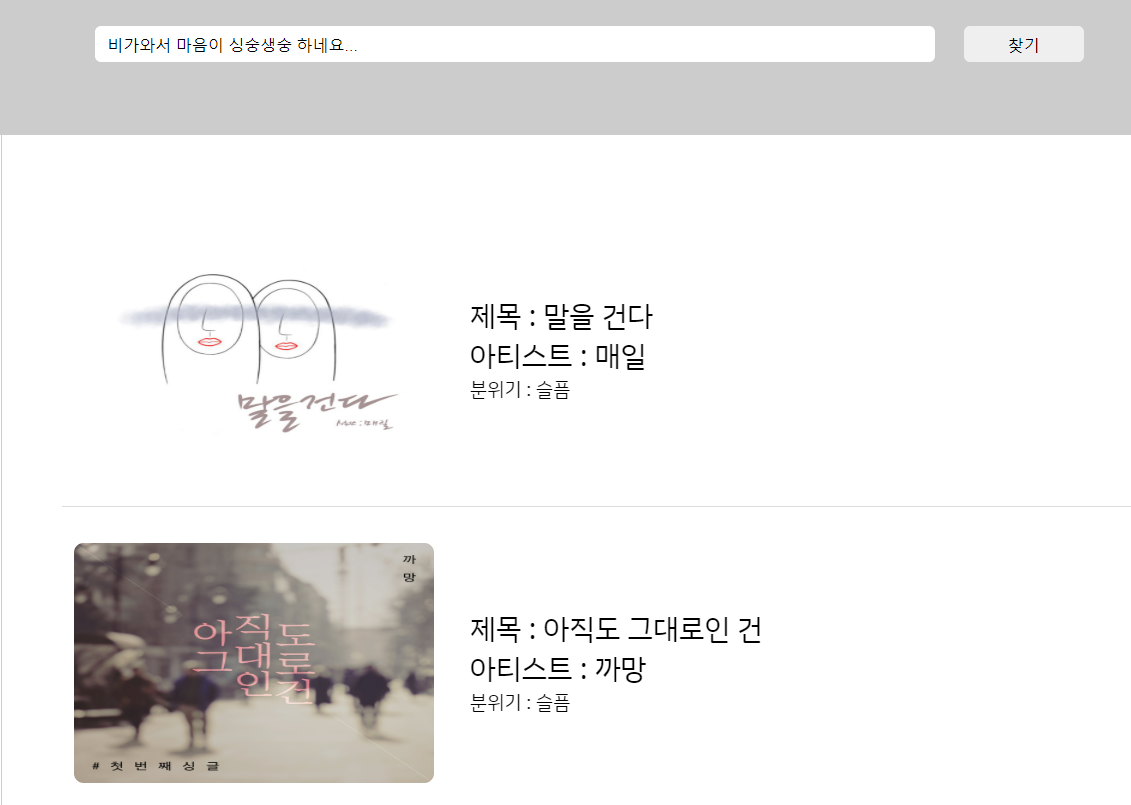 비가와서 마음이 싱숭생숭 하네요...
찾기
말을건다
제목 : 말을 건다
아티스트 : 매일
분위기 : 슬픔
까
망
아직도
그대로
인건
# 첫 번 째 싱 글
제목 : 아직도 그대로인 건
아티스트 : 까망
분위기 : 슬픔